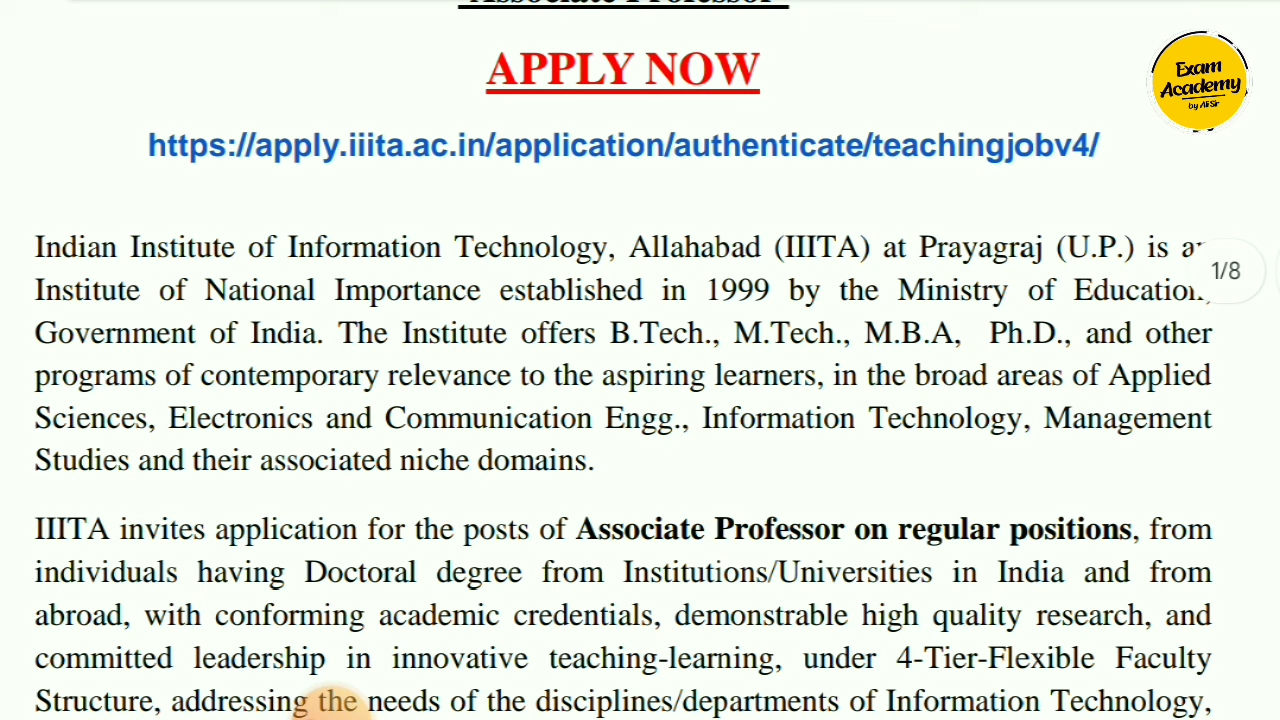 Associate Professor
APPLY NOW
Exam
Academy
by Ali Sir
https://apply.iiita.ac.in/application/authenticate/teachingjobv4/
Indian Institute of Information Technology, Allahabad (IIITA) at Prayagraj (U.P.) is an
1/8
Institute of National Importance established in 1999 by the Ministry of Education,
Government of India. The Institute offers B.Tech., M.Tech., M.B.A, Ph.D., and other
programs of contemporary relevance to the aspiring learners, in the broad areas of Applied
Sciences, Electronics and Communication Engg., Information Technology, Management
Studies and their associated niche domains.
IIITA invites application for the posts of Associate Professor on regular positions, from
individuals having Doctoral degree from Institutions/Universities in India and from
abroad, with conforming academic credentials, demonstrable high quality research, and
committed leadership in innovative teaching-learning, under 4-Tier-Flexible Faculty
Structure, addressing the needs of the disciplines/departments of Information Technology,